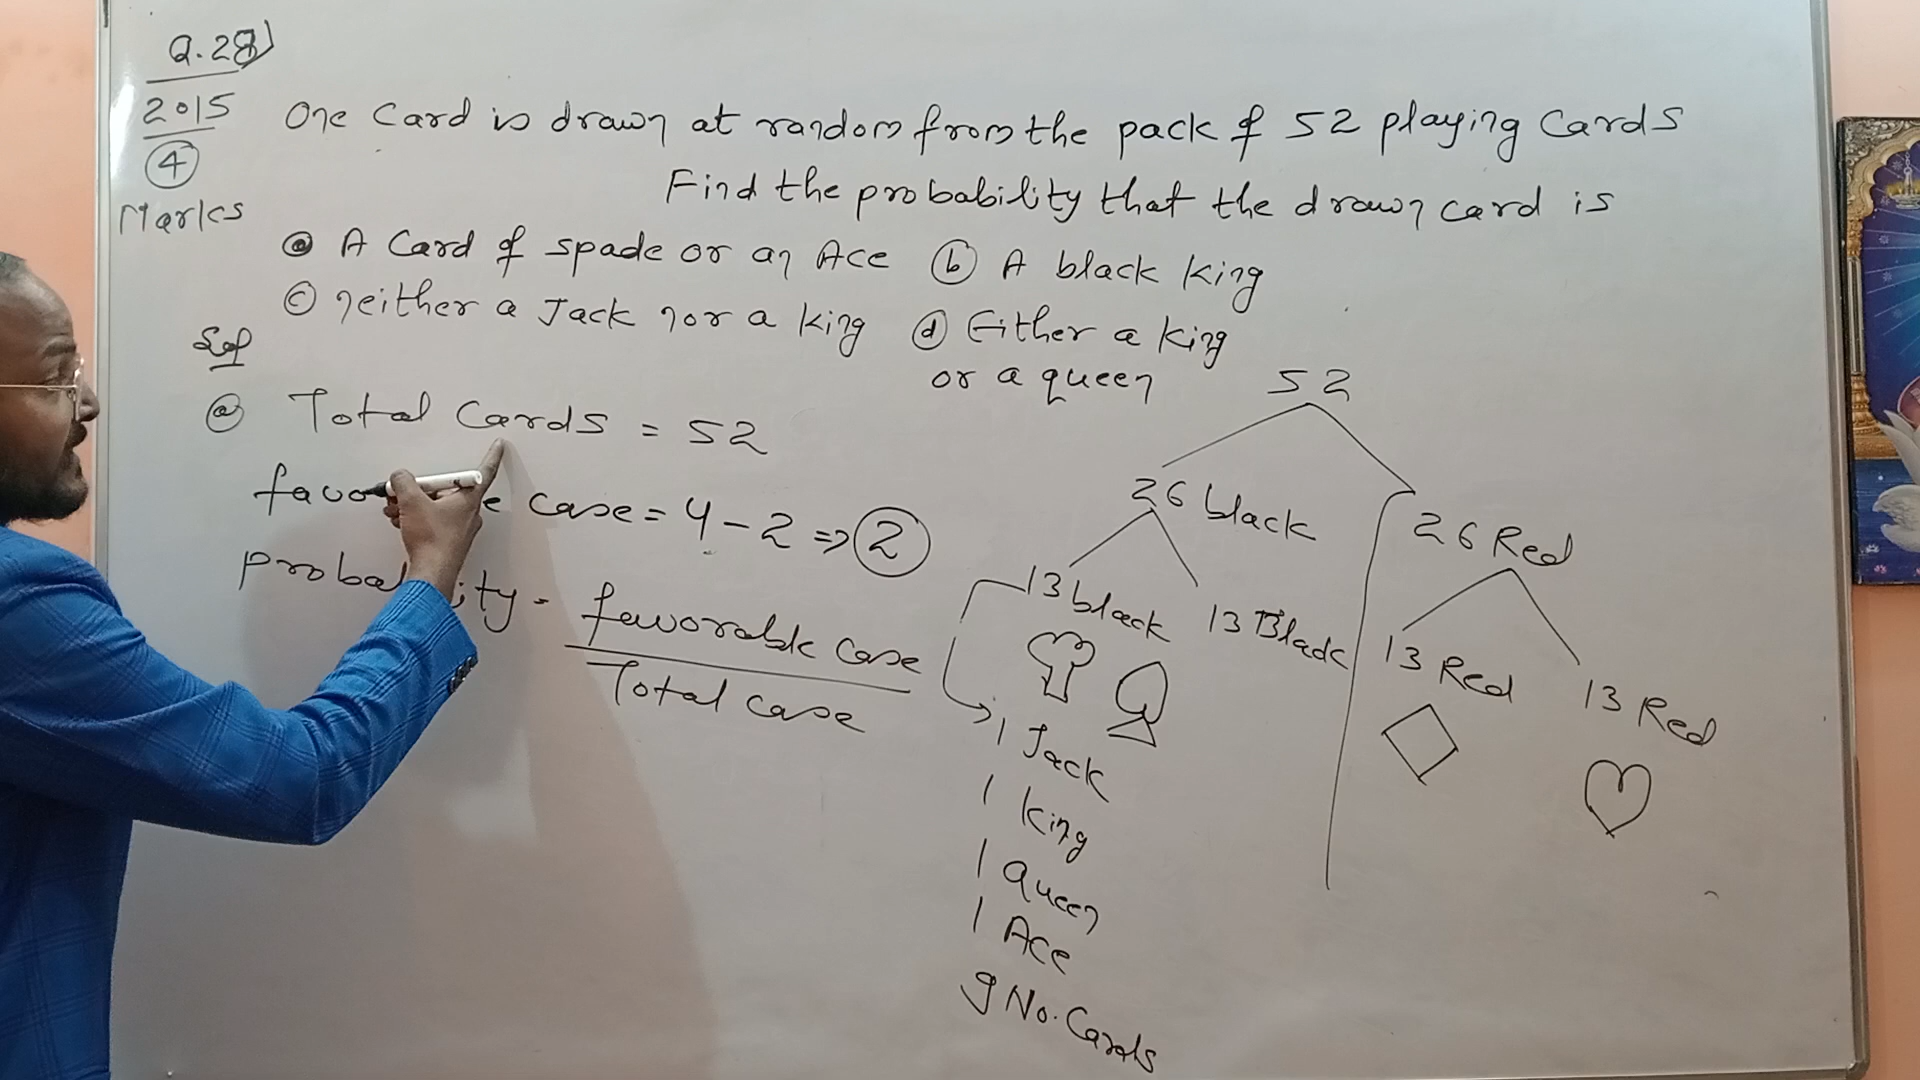 Q.28)
2015
4
Marks
One Card is drawn at random from the pack of 52 playing Cards
Find the probability that the drawn card is
a A Card of spade or an Ace b A black king
c neither a Jack nor a king d Either a king
or a queen
Sol
a Total Cards = 52
case = 4 - 2 => 2
= favorable case
Total case
52
26 black
26 Red
13 black
13 Black
13 Red
13 Red
1 Jack
1 king
1 Queen
1 Ace
9 No. Cards